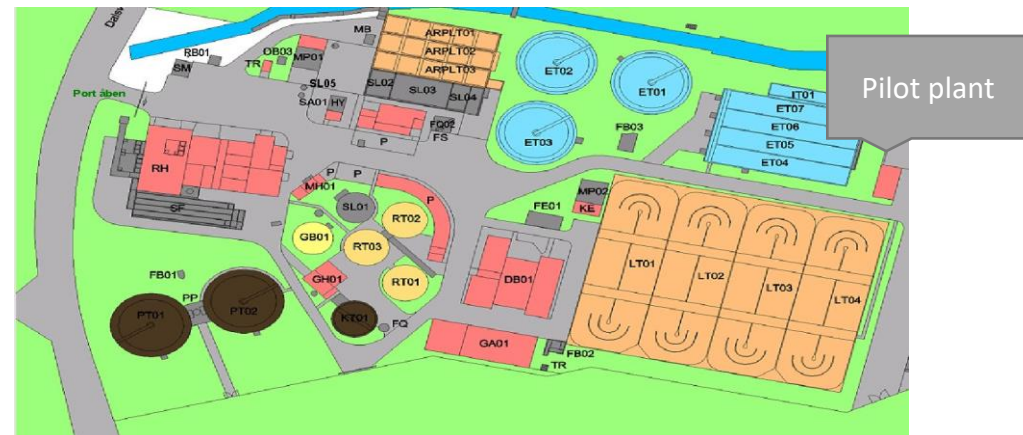 Dalsv
RB01
SM
OB03
TR
MP01
MB
ARPLT01
ARPLT02
ARPLT03
SL05
SL02
SL03
SL04
SA01
HY
FQ02
FS
P
ET02
ET01
ET03
FB03
IT01
ET07
ET06
ET05
ET04
Pilot plant
Port åben
RH
SF
MH01
P
P
P
SL01
RT02
GB01
RT03
RT01
GH01
KT01
FQ
MP02
KE
FE01
DB01
LT01
LT02
LT03
LT04
FB01
PP
PT01
PT02
GA01
FB02
TR